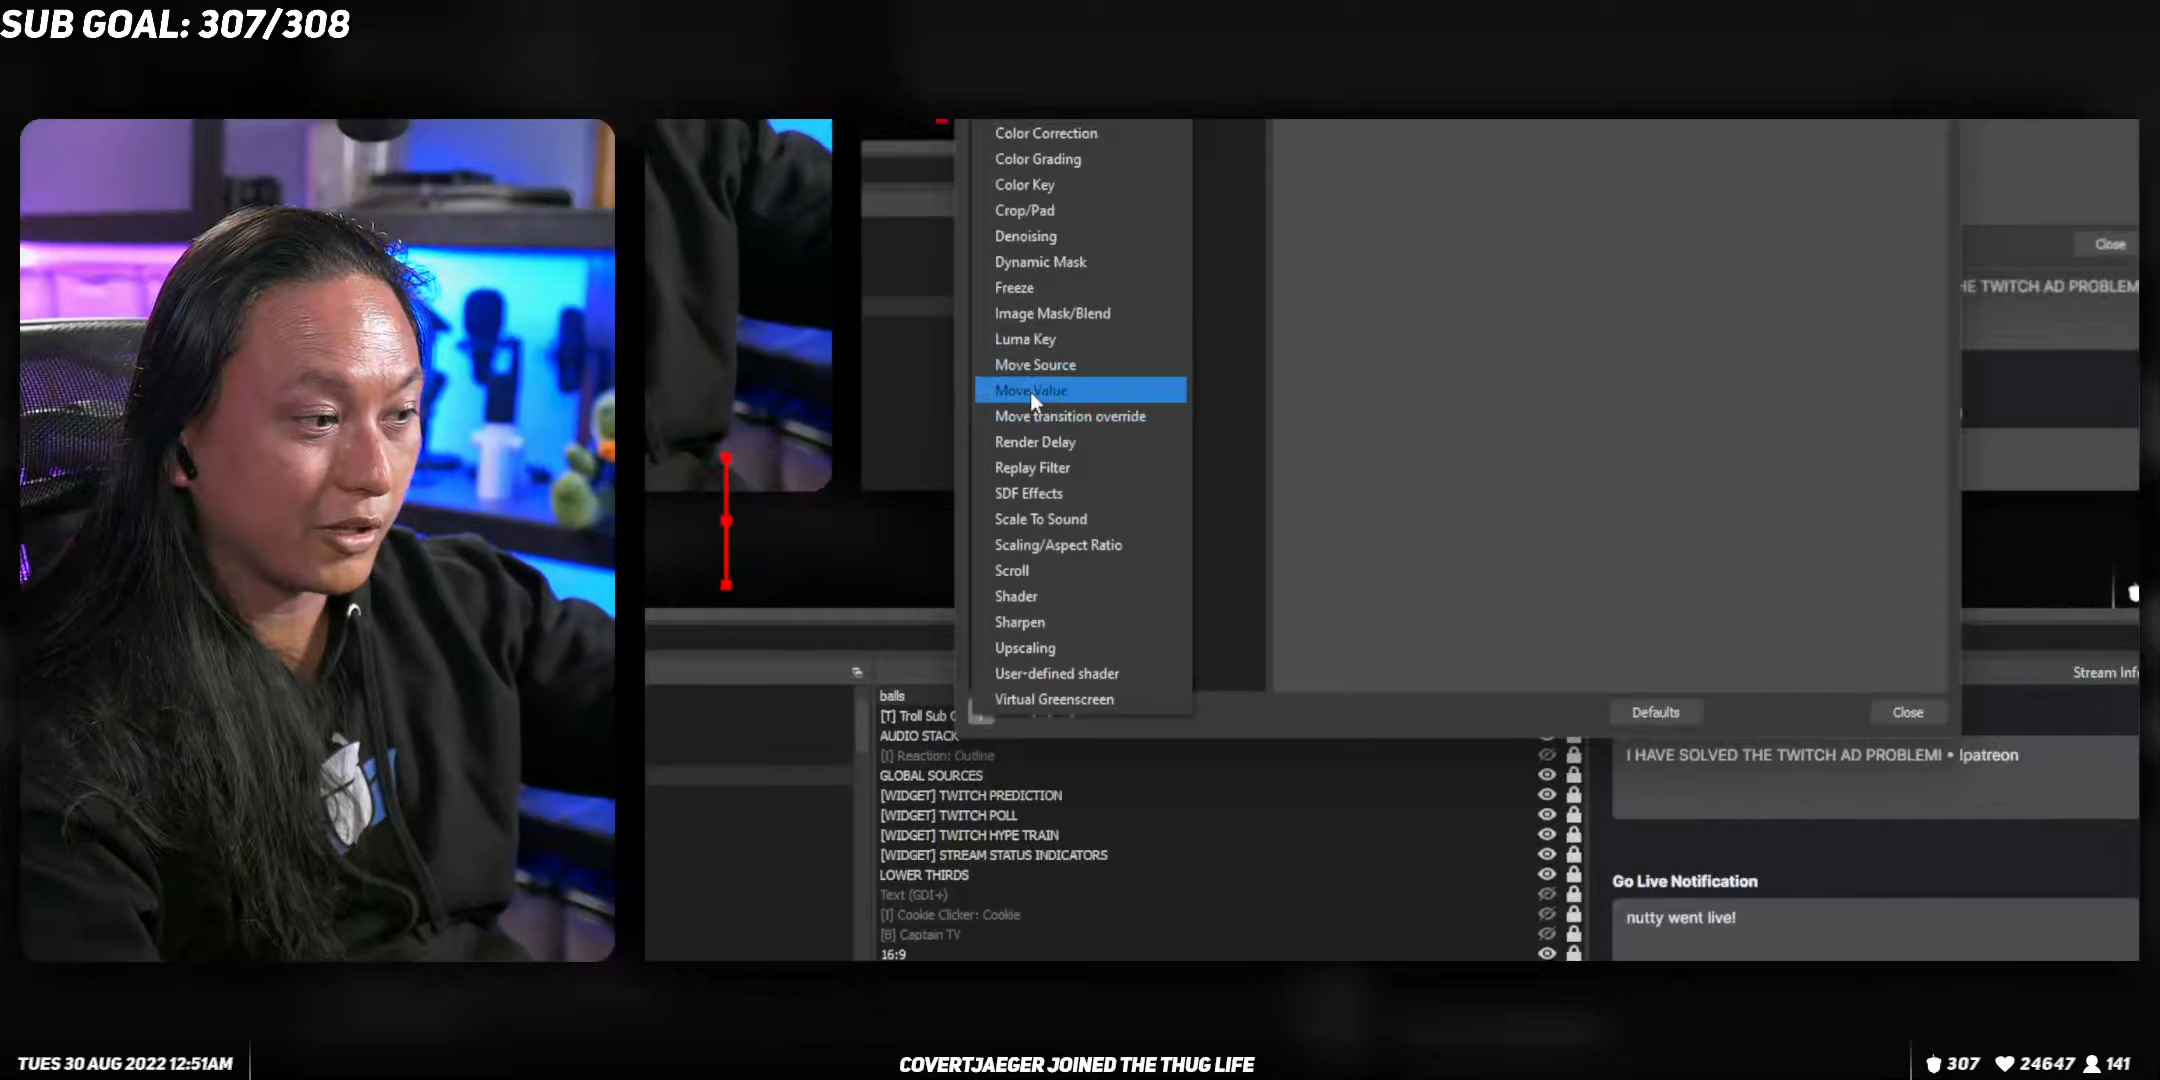 SUB GOAL: 307/308
Color Correction
Color Grading
Color Key
Crop/Pad
Denoising
Dynamic Mask
Freeze
Image Mask/Blend
Luma Key
Move Source
Move Value
Move transition override
Render Delay
Replay Filter
SDF Effects
Scale To Sound
Scaling/Aspect Ratio
Scroll
Shader
Sharpen
Upscaling
User-defined shader
Virtual Greenscreen
Close
HE TWITCH AD PROBLEM
Stream Inf
Defaults
Close
balls
[T] Troll Sub G
AUDIO STACK
[I] Reaction: Outline
GLOBAL SOURCES
[WIDGET] TWITCH PREDICTION
[WIDGET] TWITCH POLL
[WIDGET] TWITCH HYPE TRAIN
[WIDGET] STREAM STATUS INDICATORS
LOWER THIRDS
Text (GDI+)
[I] Cookie Clicker: Cookie
[8] Captain TV
16:9
I HAVE SOLVED THE TWITCH AD PROBLEM! • !patreon
Go Live Notification
nutty went live!
TUES 30 AUG 2022 12:51AM
COVERTJAEGER JOINED THE THUG LIFE
307 24647 141